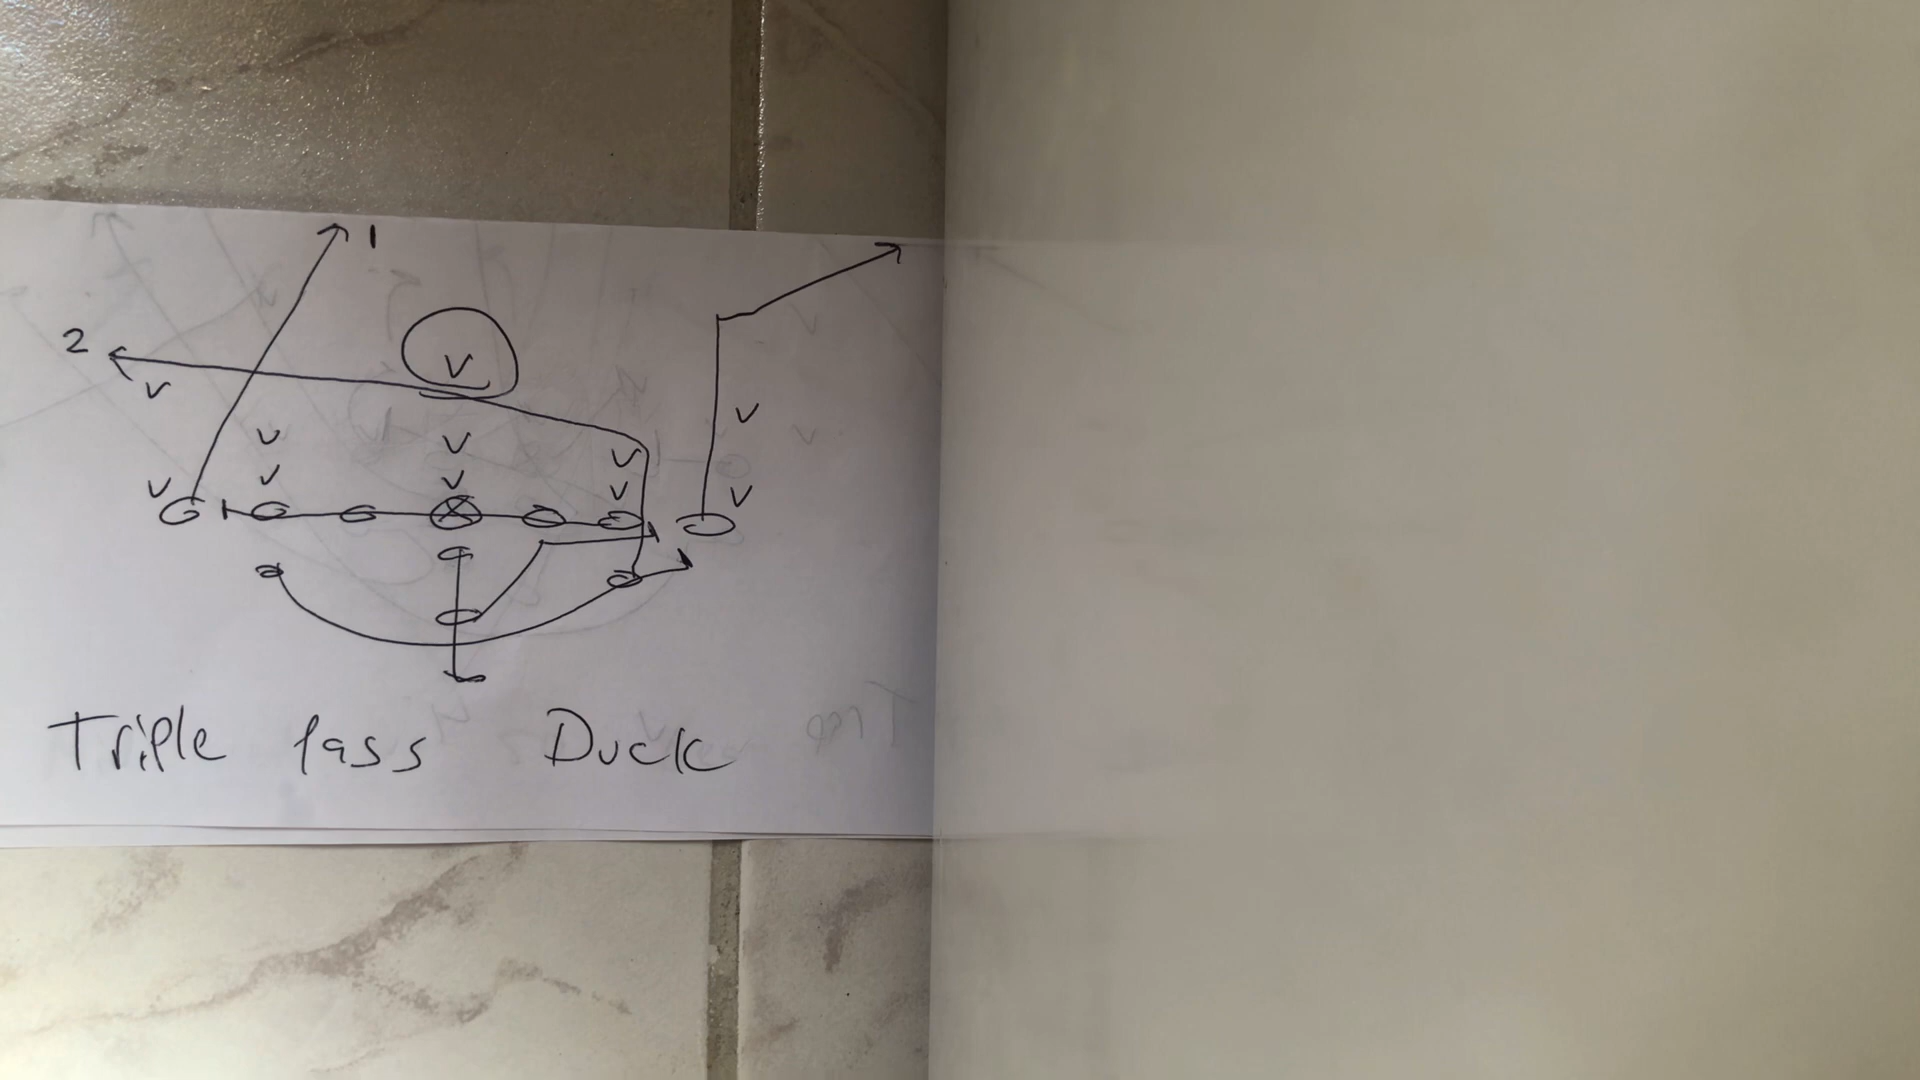 1
2
V
V
V
V V V
V V V V V
X
Triple Pass Duck